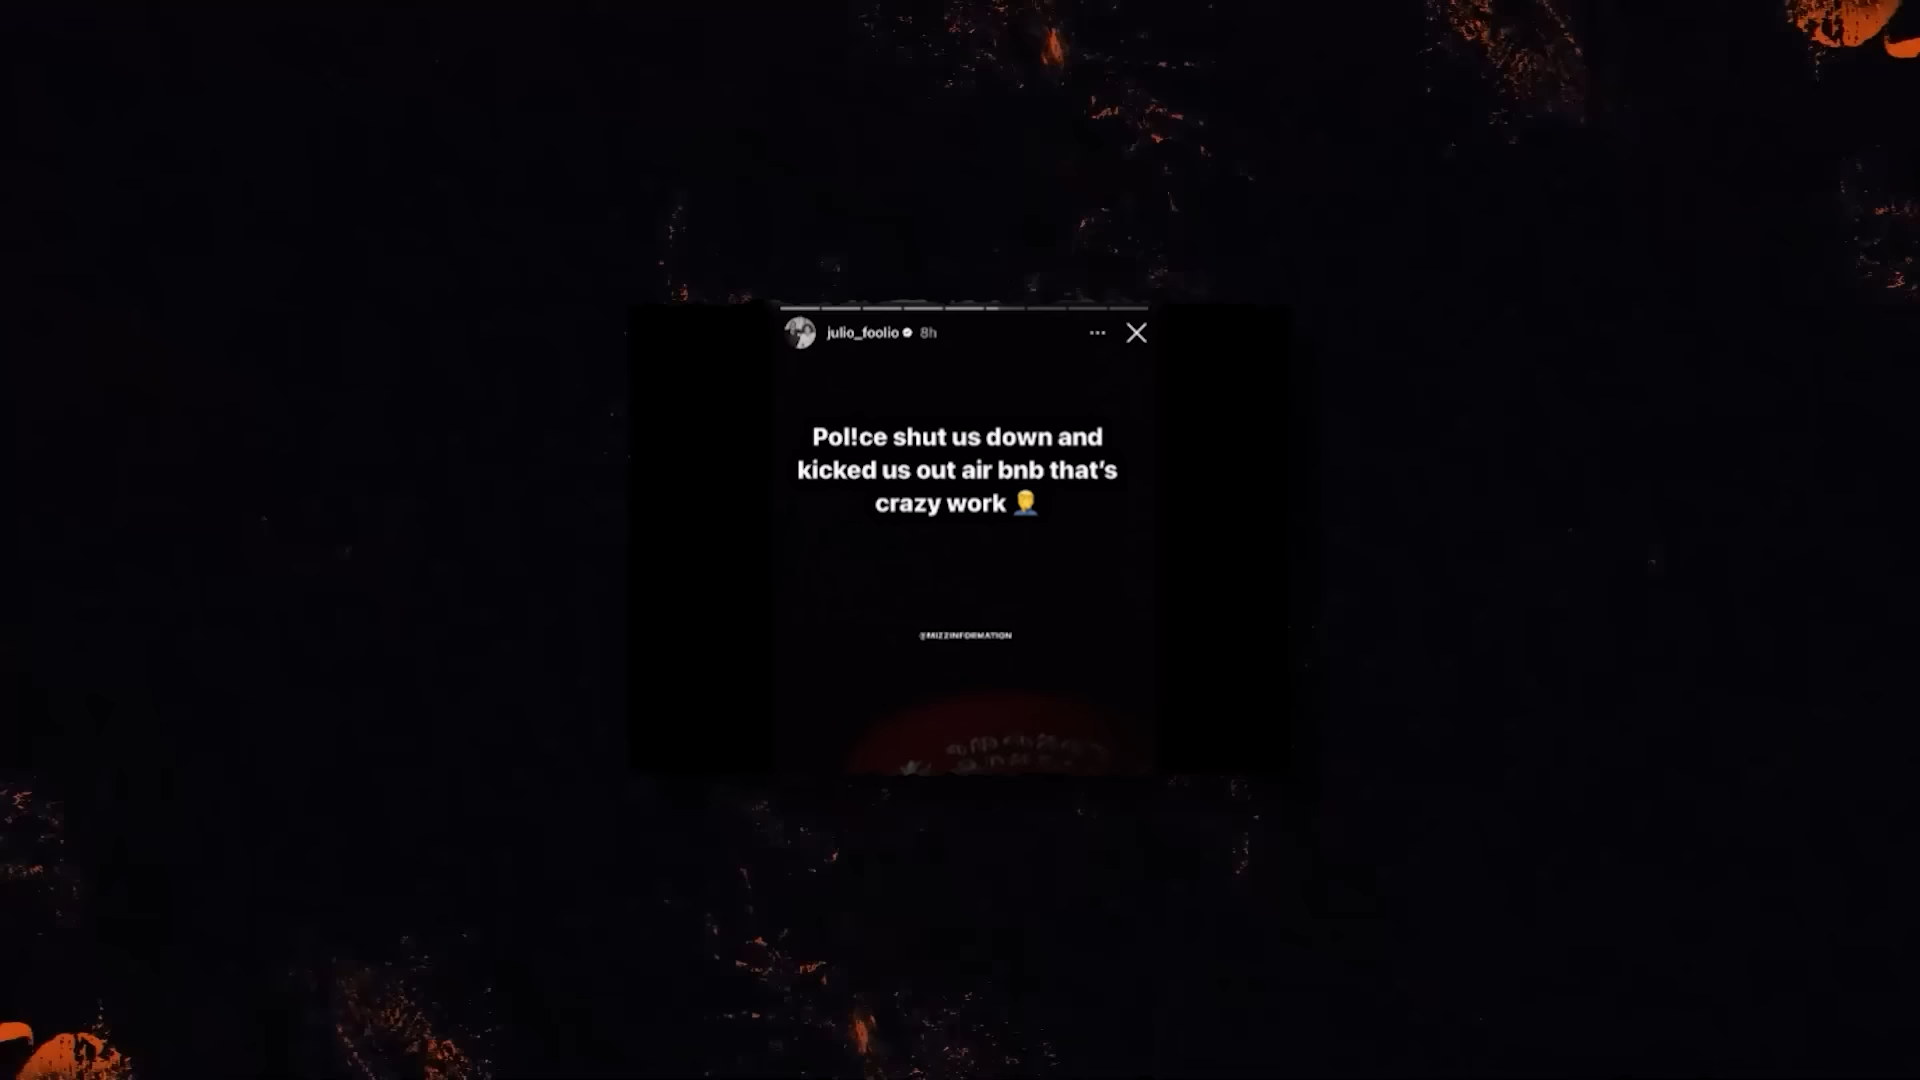 julio_foolio 8h
Pol!ce shut us down and
kicked us out air bnb that's
crazy work 🤦‍♂️
@MIZZINFORMATION